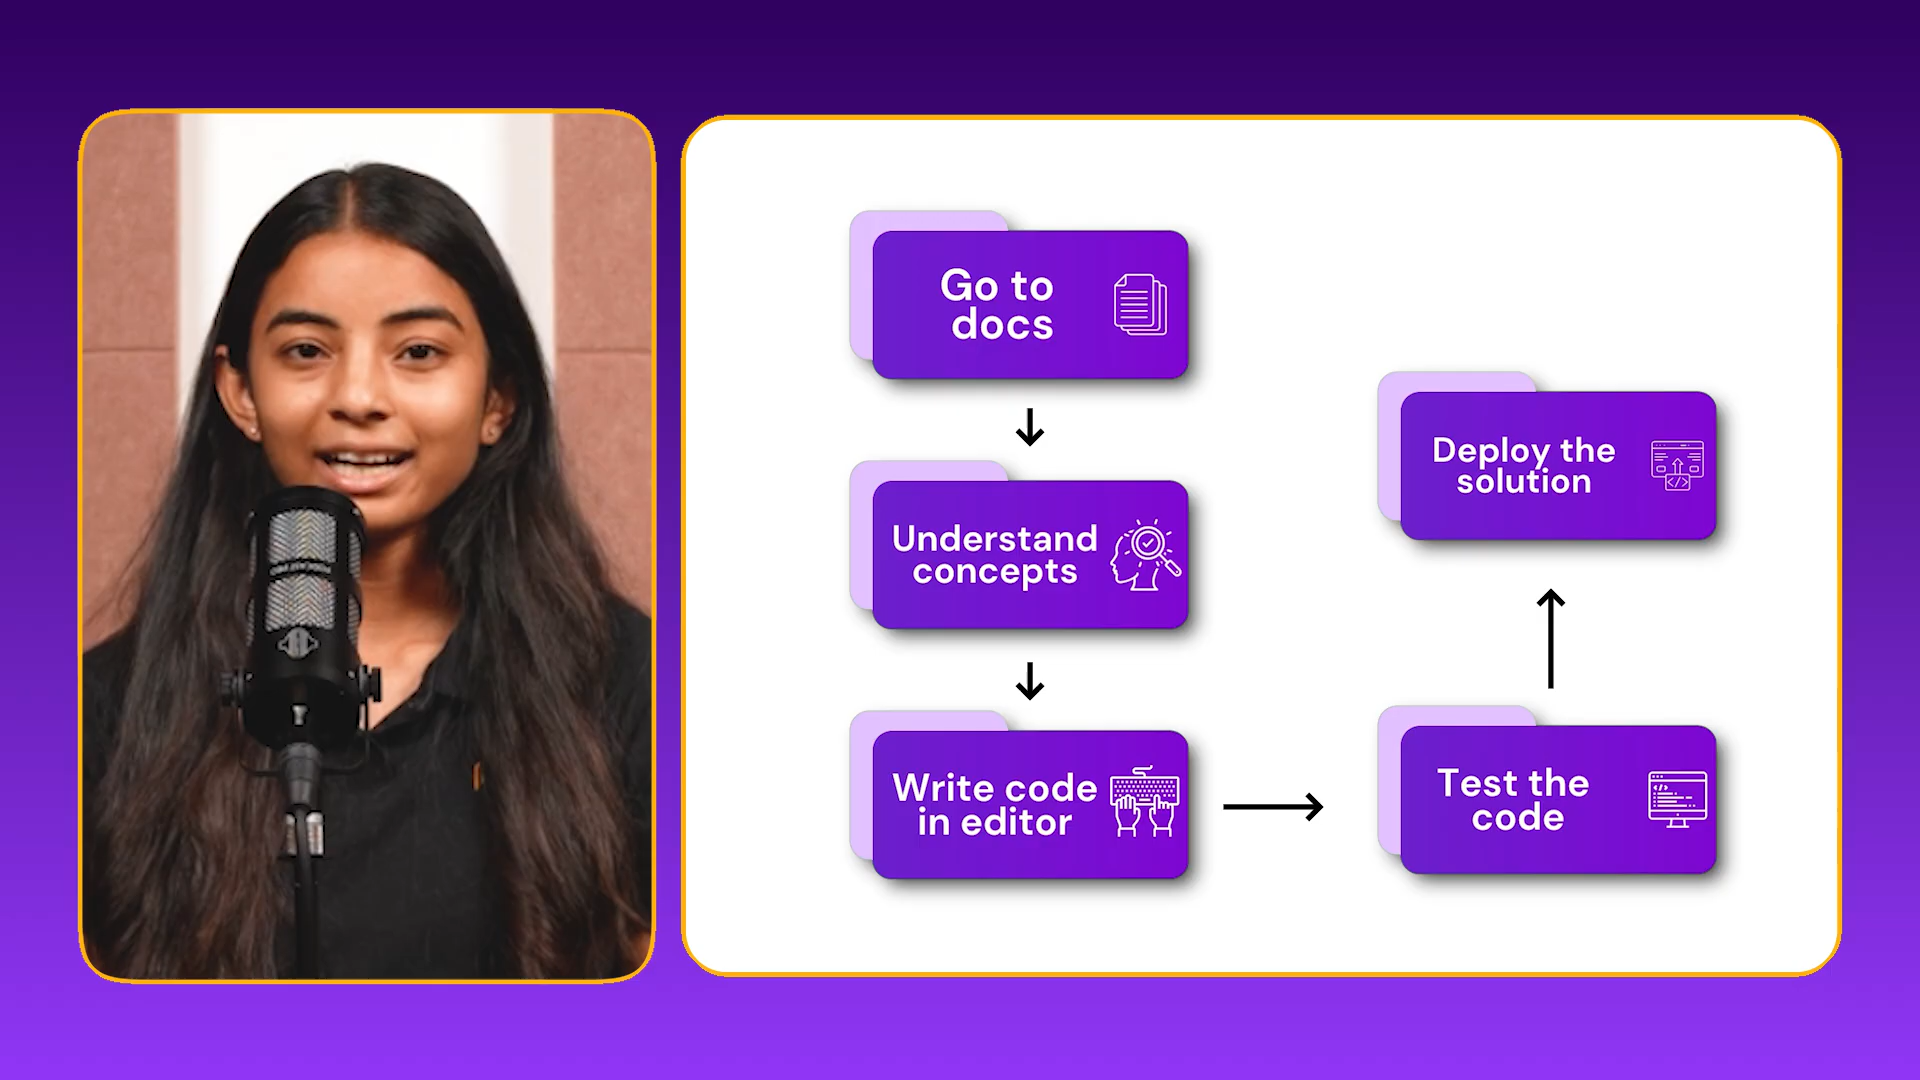 Go to
docs
Understand
concepts
Write code
in editor
Test the
code
Deploy the
solution